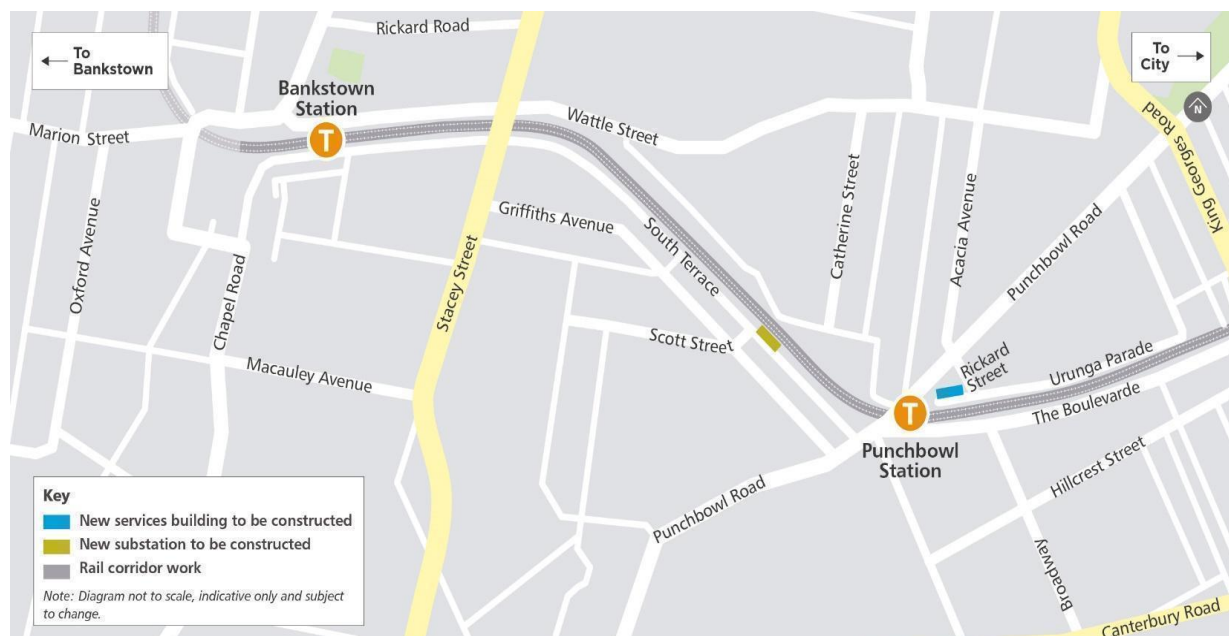 Rickard Road
To
Bankstown
To
City
N
Bankstown
Station
T
Marion Street
Wattle Street
King Georges Road
Oxford Avenue
Griffiths Avenue
South Terrace
Catherine Street
Acacia Avenue
Punchbowl Road
Chapel Road
Stacey Street
Scott Street
Macauley Avenue
Rickard
Street
Urunga Parade
The Boulevarde
T
Punchbowl
Station
Hillcrest Street
Punchbowl Road
Broadway
Canterbury Road
Key
New services building to be constructed
New substation to be constructed
Rail corridor work
Note: Diagram not to scale, indicative only and subject
to change.